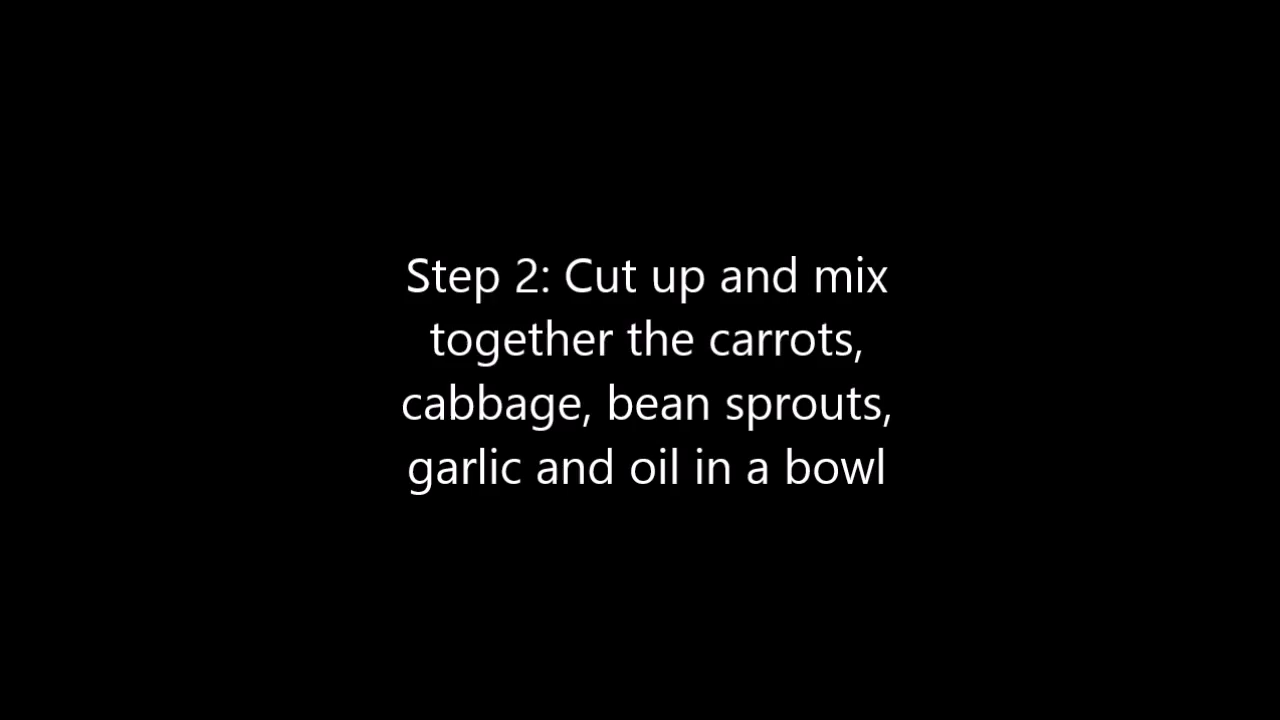 Step 2: Cut up and mix
together the carrots,
cabbage, bean sprouts,
garlic and oil in a bowl